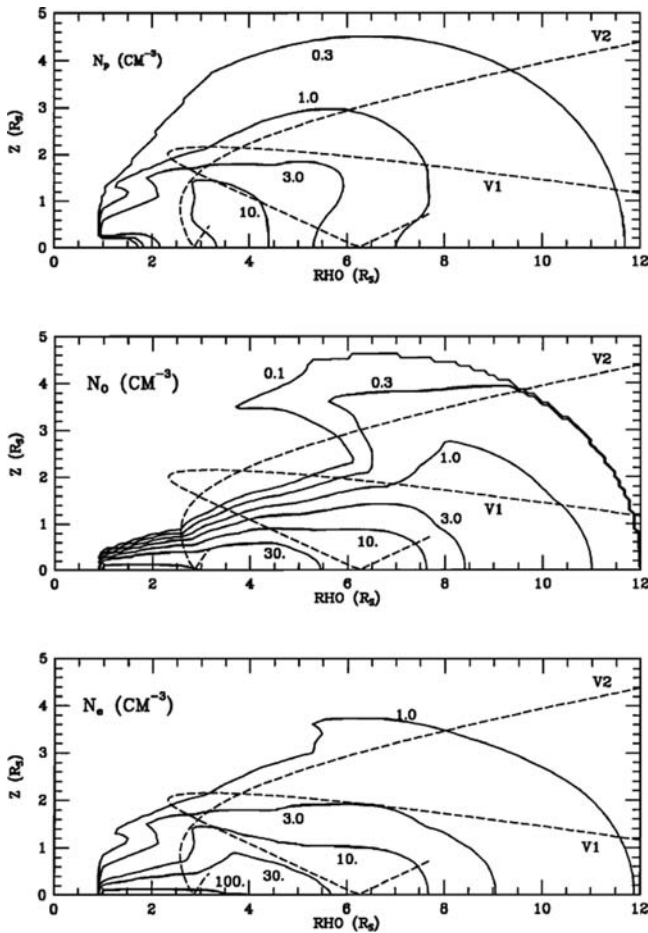 5
4
3
2
1
0
Z (R_S)
N_P (CM^-3)
0.3
1.0
3.0
10.
V2
V1
0 2 4 6 8 10 12
RHO (R_S)
5
4
3
2
1
0
Z (R_S)
N_O (CM^-3)
0.1
0.3
1.0
3.0
10.
30.
V2
V1
0 2 4 6 8 10 12
RHO (R_S)
5
4
3
2
1
0
Z (R_S)
N_e (CM^-3)
1.0
3.0
10.
30.
100.
V2
V1
0 2 4 6 8 10 12
RHO (R_S)